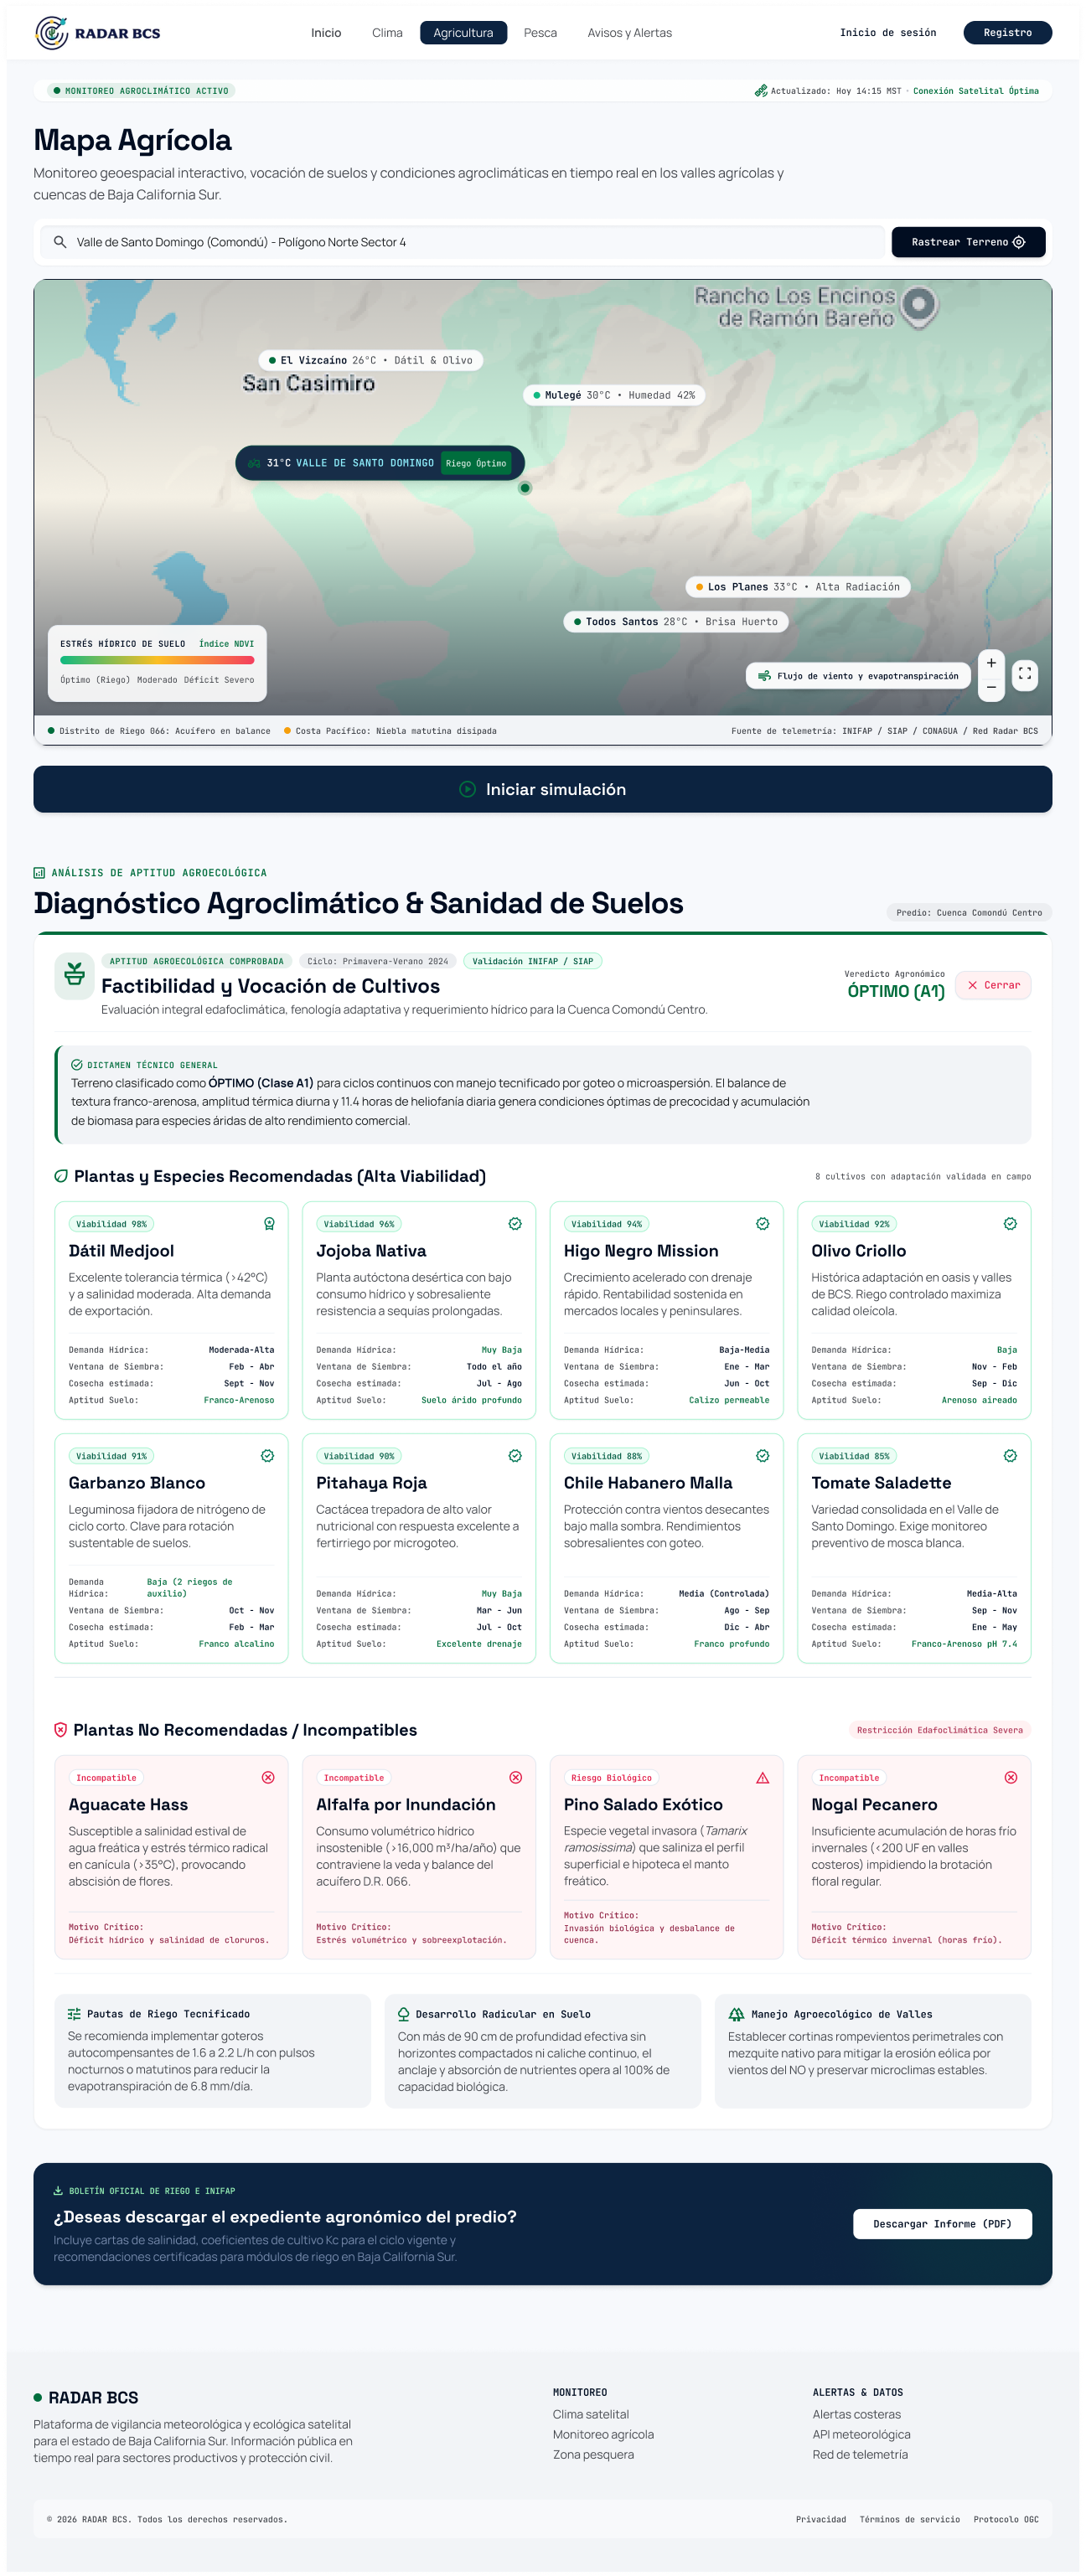 RADAR BCS
Inicio
Clima
Agricultura
Pesca
Avisos y Alertas
Inicio de sesión
Registro
MONITOREO AGROCLIMÁTICO ACTIVO
Actualizado: Hoy 14:15 MST · Conexión Satelital Óptima
Mapa Agrícola
Monitoreo geoespacial interactivo, vocación de suelos y condiciones agroclimáticas en tiempo real en los valles agrícolas y
cuencas de Baja California Sur.
Valle de Santo Domingo (Comondú) - Polígono Norte Sector 4
Rastrear Terreno
Rancho Los Encinos
de Ramón Bareño
El Vizcaíno 26°C • Dátil & Olivo
San Casimiro
Mulegé 30°C • Humedad 42%
31°C VALLE DE SANTO DOMINGO Riego Óptimo
Los Planes 33°C • Alta Radiación
Todos Santos 28°C • Brisa Huerto
ESTRÉS HÍDRICO DE SUELO Índice NDVI
Óptimo (Riego) Moderado Déficit Severo
Flujo de viento y evapotranspiración
+
−
Distrito de Riego 066: Acuífero en balance
Costa Pacífico: Niebla matutina disipada
Fuente de telemetría: INIFAP / SIAP / CONAGUA / Red Radar BCS
Iniciar simulación
ANÁLISIS DE APTITUD AGROECOLÓGICA
Diagnóstico Agroclimático & Sanidad de Suelos
Predio: Cuenca Comondú Centro
APTITUD AGROECOLÓGICA COMPROBADA
Ciclo: Primavera-Verano 2024
Validación INIFAP / SIAP
Factibilidad y Vocación de Cultivos
Evaluación integral edafoclimática, fenología adaptativa y requerimiento hídrico para la Cuenca Comondú Centro.
Veredicto Agronómico
ÓPTIMO (A1)
Cerrar
DICTAMEN TÉCNICO GENERAL
Terreno clasificado como ÓPTIMO (Clase A1) para ciclos continuos con manejo tecnificado por goteo o microaspersión. El balance de
textura franco-arenosa, amplitud térmica diurna y 11.4 horas de heliofanía diaria genera condiciones óptimas de precocidad y acumulación
de biomasa para especies áridas de alto rendimiento comercial.
Plantas y Especies Recomendadas (Alta Viabilidad)
8 cultivos con adaptación validada en campo
Viabilidad 98%
Dátil Medjool
Excelente tolerancia térmica (>42°C)
y a salinidad moderada. Alta demanda
de exportación.
Demanda Hídrica: Moderada-Alta
Ventana de Siembra: Feb - Abr
Cosecha estimada: Sept - Nov
Aptitud Suelo: Franco-Arenoso
Viabilidad 96%
Jojoba Nativa
Planta autóctona desértica con bajo
consumo hídrico y sobresaliente
resistencia a sequías prolongadas.
Demanda Hídrica: Muy Baja
Ventana de Siembra: Todo el año
Cosecha estimada: Jul - Ago
Aptitud Suelo: Suelo árido profundo
Viabilidad 94%
Higo Negro Mission
Crecimiento acelerado con drenaje
rápido. Rentabilidad sostenida en
mercados locales y peninsulares.
Demanda Hídrica: Baja-Media
Ventana de Siembra: Ene - Mar
Cosecha estimada: Jun - Oct
Aptitud Suelo: Calizo permeable
Viabilidad 92%
Olivo Criollo
Histórica adaptación en oasis y valles
de BCS. Riego controlado maximiza
calidad oleícola.
Demanda Hídrica: Baja
Ventana de Siembra: Nov - Feb
Cosecha estimada: Sep - Dic
Aptitud Suelo: Arenoso aireado
Viabilidad 91%
Garbanzo Blanco
Leguminosa fijadora de nitrógeno de
ciclo corto. Clave para rotación
sustentable de suelos.
Demanda Baja (2 riegos de
Hídrica: auxilio)
Ventana de Siembra: Oct - Nov
Cosecha estimada: Feb - Mar
Aptitud Suelo: Franco alcalino
Viabilidad 90%
Pitahaya Roja
Cactácea trepadora de alto valor
nutricional con respuesta excelente a
fertirriego por microgoteo.
Demanda Hídrica: Muy Baja
Ventana de Siembra: Mar - Jun
Cosecha estimada: Jul - Oct
Aptitud Suelo: Excelente drenaje
Viabilidad 88%
Chile Habanero Malla
Protección contra vientos desecantes
bajo malla sombra. Rendimientos
sobresalientes con goteo.
Demanda Hídrica: Media (Controlada)
Ventana de Siembra: Ago - Sep
Cosecha estimada: Dic - Abr
Aptitud Suelo: Franco profundo
Viabilidad 85%
Tomate Saladette
Variedad consolidada en el Valle de
Santo Domingo. Exige monitoreo
preventivo de mosca blanca.
Demanda Hídrica: Media-Alta
Ventana de Siembra: Sep - Nov
Cosecha estimada: Ene - May
Aptitud Suelo: Franco-Arenoso pH 7.4
Plantas No Recomendadas / Incompatibles
Restricción Edafoclimática Severa
Incompatible
Aguacate Hass
Susceptible a salinidad estival de
agua freática y estrés térmico radical
en canícula (>35°C), provocando
abscisión de flores.
Motivo Crítico:
Déficit hídrico y salinidad de cloruros.
Incompatible
Alfalfa por Inundación
Consumo volumétrico hídrico
insostenible (>16,000 m³/ha/año) que
contraviene la veda y balance del
acuífero D.R. 066.
Motivo Crítico:
Estrés volumétrico y sobreexplotación.
Riesgo Biológico
Pino Salado Exótico
Especie vegetal invasora (Tamarix
ramosissima) que saliniza el perfil
superficial e hipoteca el manto
freático.
Motivo Crítico:
Invasión biológica y desbalance de
cuenca.
Incompatible
Nogal Pecanero
Insuficiente acumulación de horas frío
invernales (<200 UF en valles
costeros) impidiendo la brotación
floral regular.
Motivo Crítico:
Déficit térmico invernal (horas frío).
Pautas de Riego Tecnificado
Se recomienda implementar goteros
autocompensantes de 1.6 a 2.2 L/h con pulsos
nocturnos o matutinos para reducir la
evapotranspiración de 6.8 mm/día.
Desarrollo Radicular en Suelo
Con más de 90 cm de profundidad efectiva sin
horizontes compactados ni caliche continuo, el
anclaje y absorción de nutrientes opera al 100% de
capacidad biológica.
Manejo Agroecológico de Valles
Establecer cortinas rompevientos perimetrales con
mezquite nativo para mitigar la erosión eólica por
vientos del NO y preservar microclimas estables.
BOLETÍN OFICIAL DE RIEGO E INIFAP
¿Deseas descargar el expediente agronómico del predio?
Incluye cartas de salinidad, coeficientes de cultivo Kc para el ciclo vigente y
recomendaciones certificadas para módulos de riego en Baja California Sur.
Descargar Informe (PDF)
RADAR BCS
Plataforma de vigilancia meteorológica y ecológica satelital
para el estado de Baja California Sur. Información pública en
tiempo real para sectores productivos y protección civil.
MONITOREO
Clima satelital
Monitoreo agrícola
Zona pesquera
ALERTAS & DATOS
Alertas costeras
API meteorológica
Red de telemetría
© 2026 RADAR BCS. Todos los derechos reservados.
Privacidad
Términos de servicio
Protocolo OGC